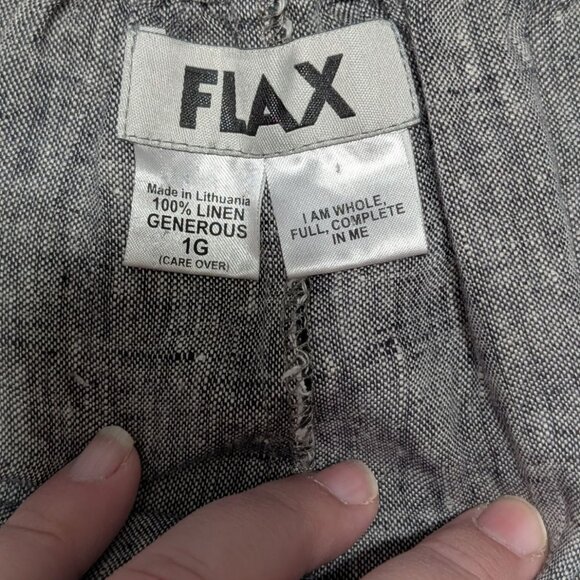 FLAX
Made in Lithuania
100% LINEN
GENEROUS
1G
(CARE OVER)
I AM WHOLE,
FULL, COMPLETE
IN ME